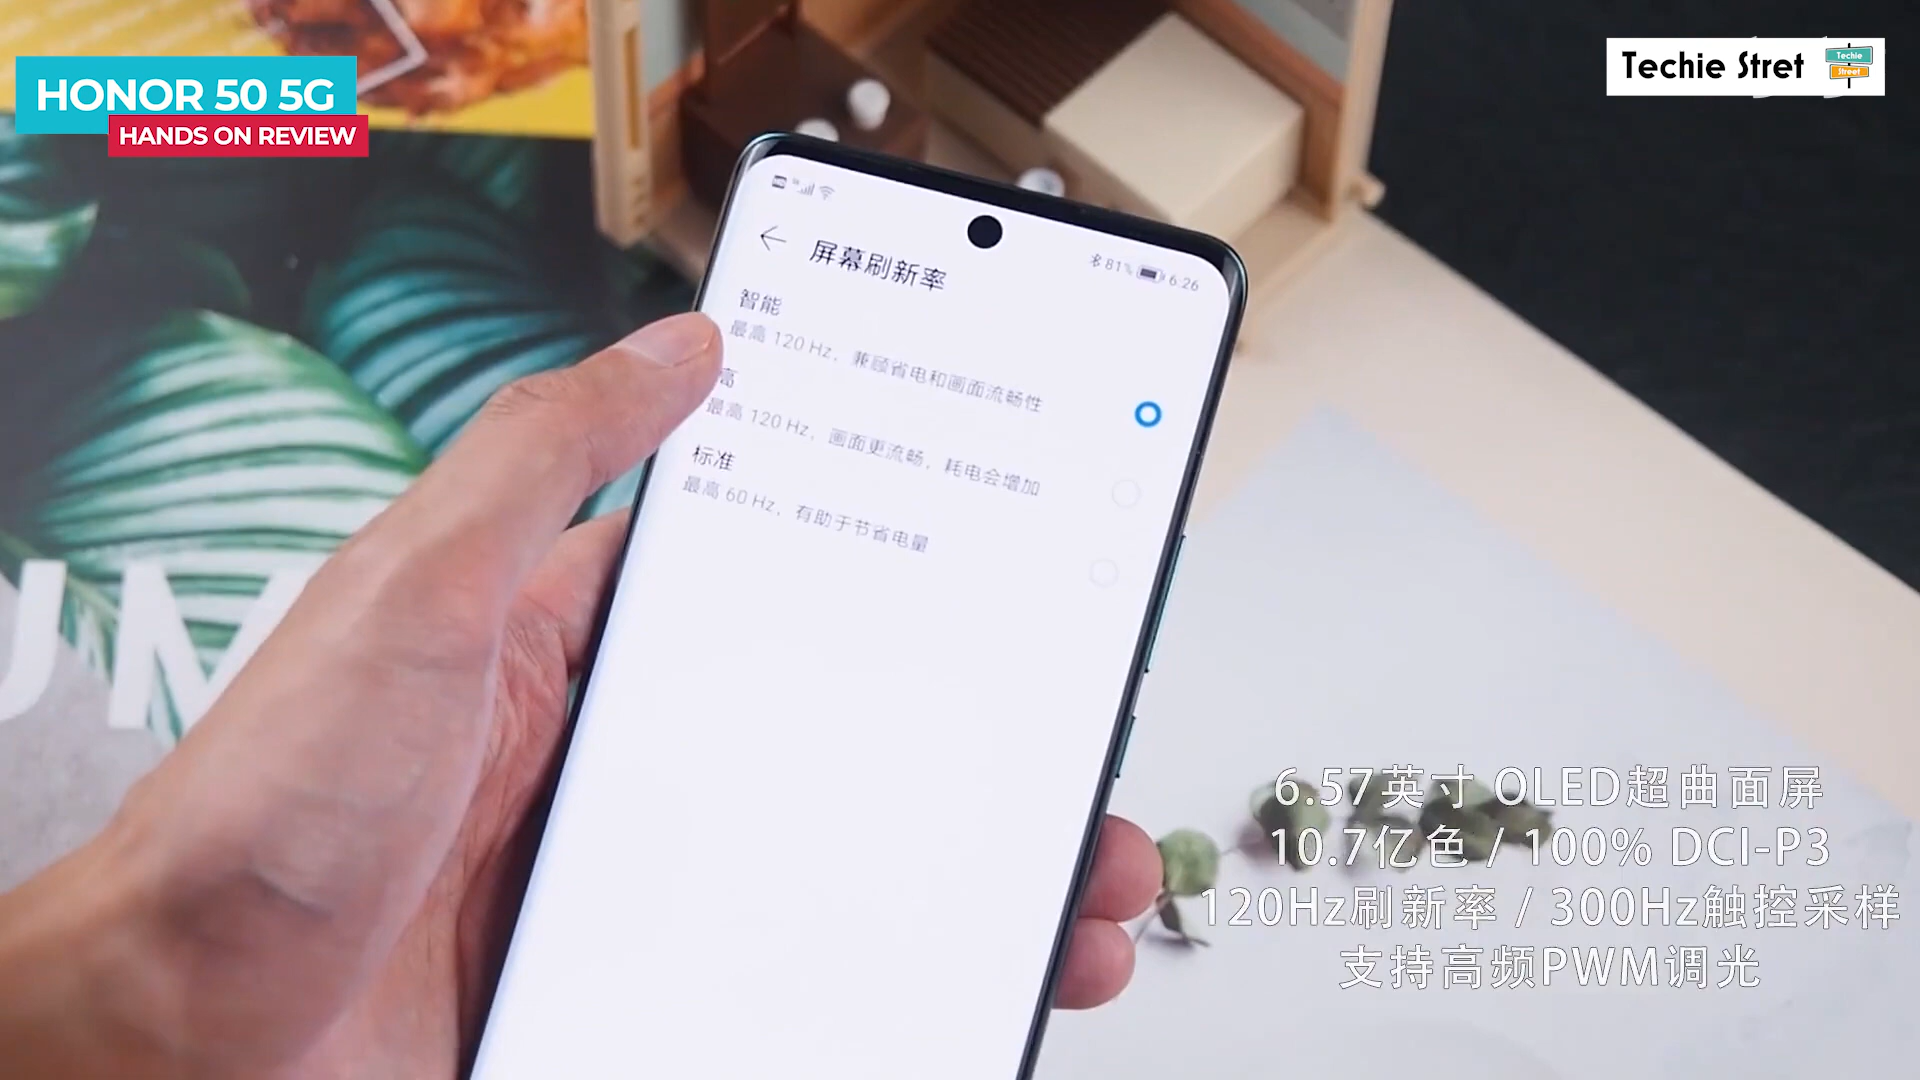 HONOR 50 5G
HANDS ON REVIEW
Techie Stret
Techie
Street
81% 6:26
屏幕刷新率
智能
最高 120 Hz，兼顾省电和画面流畅性
高
最高 120 Hz，画面更流畅，耗电会增加
标准
最高 60 Hz，有助于节省电量
UM
6.57英寸 OLED超曲面屏
10.7亿色 / 100% DCI-P3
120Hz刷新率 / 300Hz触控采样
支持高频PWM调光